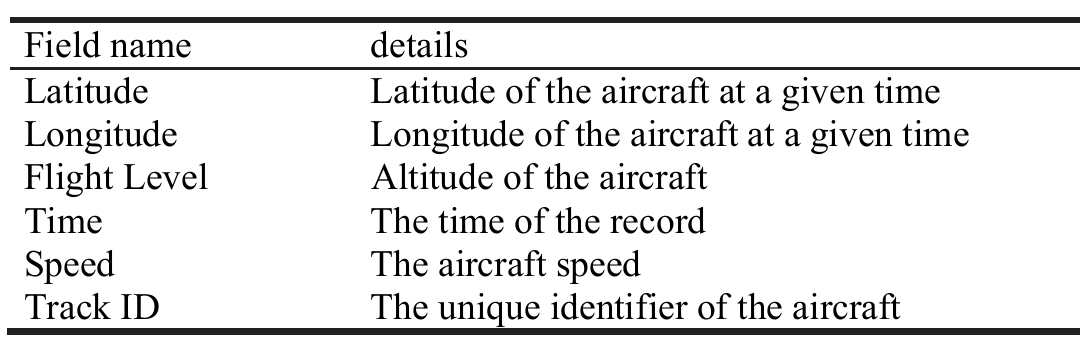 Field name details
Latitude Latitude of the aircraft at a given time
Longitude Longitude of the aircraft at a given time
Flight Level Altitude of the aircraft
Time The time of the record
Speed The aircraft speed
Track ID The unique identifier of the aircraft